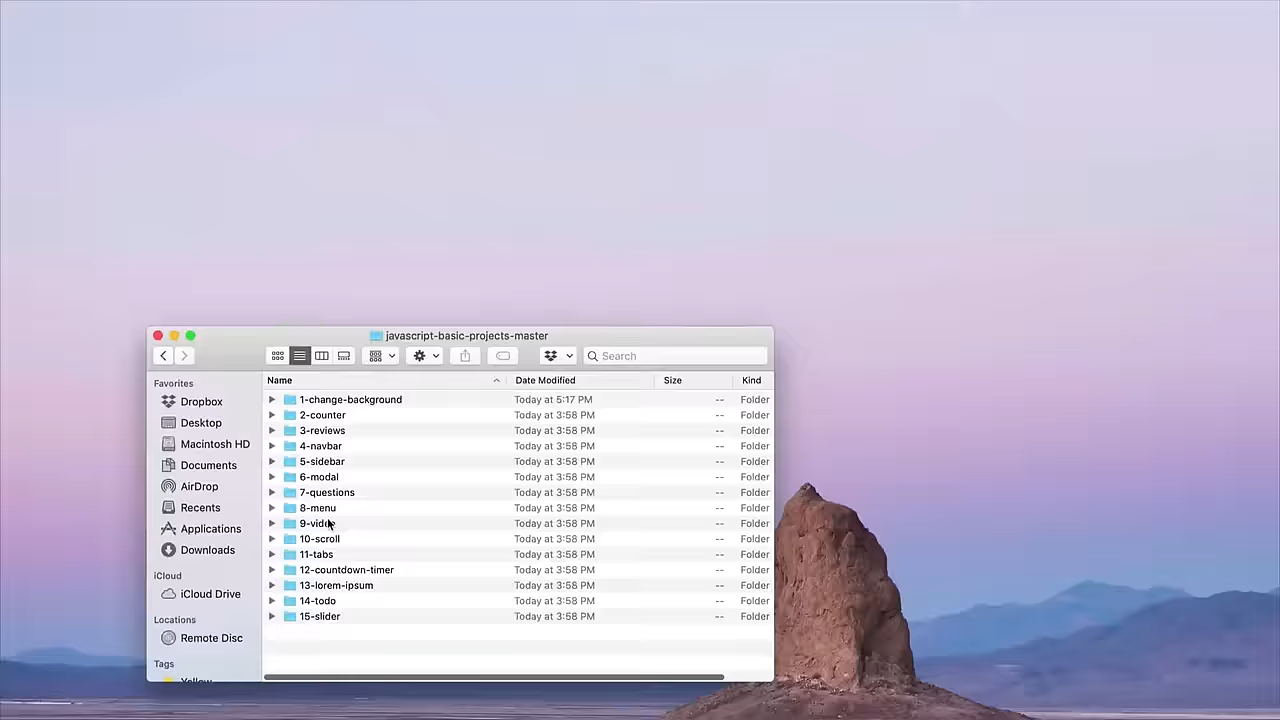 javascript-basic-projects-master
Search
Favorites
Dropbox
Desktop
Macintosh HD
Documents
AirDrop
Recents
Applications
Downloads
iCloud
iCloud Drive
Locations
Remote Disc
Tags
Yellow
Name Date Modified Size Kind
1-change-background Today at 5:17 PM -- Folder
2-counter Today at 3:58 PM -- Folder
3-reviews Today at 3:58 PM -- Folder
4-navbar Today at 3:58 PM -- Folder
5-sidebar Today at 3:58 PM -- Folder
6-modal Today at 3:58 PM -- Folder
7-questions Today at 3:58 PM -- Folder
8-menu Today at 3:58 PM -- Folder
9-video Today at 3:58 PM -- Folder
10-scroll Today at 3:58 PM -- Folder
11-tabs Today at 3:58 PM -- Folder
12-countdown-timer Today at 3:58 PM -- Folder
13-lorem-ipsum Today at 3:58 PM -- Folder
14-todo Today at 3:58 PM -- Folder
15-slider Today at 3:58 PM -- Folder